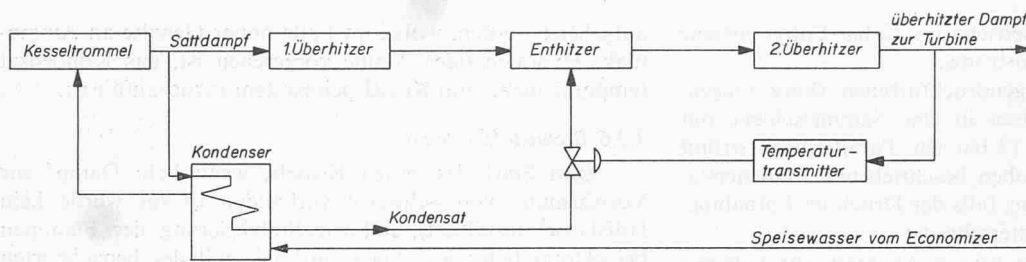 überhitzter Dampf
zur Turbine
Kesseltrommel
Sattdampf
1.Überhitzer
Enthitzer
2.Überhitzer
Kondenser
Temperatur-
transmitter
Kondensat
Speisewasser vom Economizer